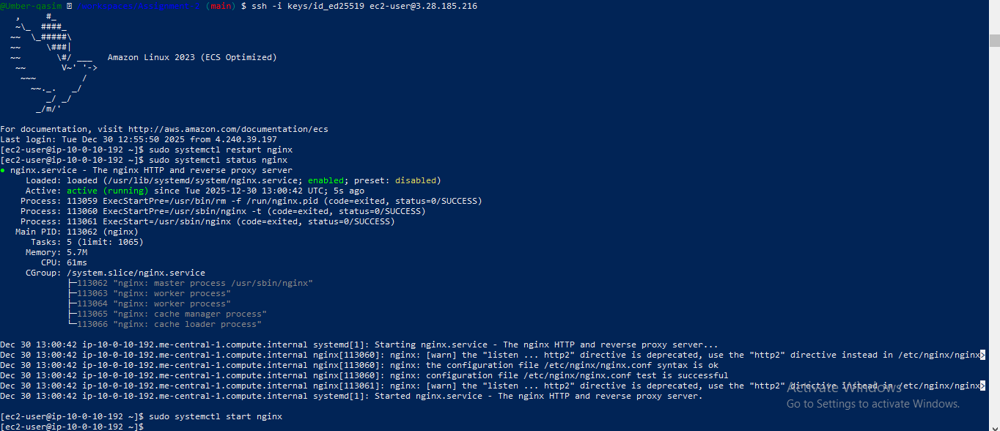 @Umber-qasim /workspaces/Assignment-2 (main) $ ssh -i keys/id_ed25519 ec2-user@3.28.185.216
   ,     #_
   ~\_  ####_
  ~~  \_#####\
  ~~     \###|
  ~~       \#/ ___   Amazon Linux 2023 (ECS Optimized)
   ~~       V~' '->
    ~~~         /
      ~~._.   _/
         _/ _/
       _/m/'
For documentation, visit http://aws.amazon.com/documentation/ecs
Last login: Tue Dec 30 12:55:50 2025 from 4.240.39.197
[ec2-user@ip-10-0-10-192 ~]$ sudo systemctl restart nginx
[ec2-user@ip-10-0-10-192 ~]$ sudo systemctl status nginx
● nginx.service - The nginx HTTP and reverse proxy server
     Loaded: loaded (/usr/lib/systemd/system/nginx.service; enabled; preset: disabled)
     Active: active (running) since Tue 2025-12-30 13:00:42 UTC; 5s ago
    Process: 113059 ExecStartPre=/usr/bin/rm -f /run/nginx.pid (code=exited, status=0/SUCCESS)
    Process: 113060 ExecStartPre=/usr/sbin/nginx -t (code=exited, status=0/SUCCESS)
    Process: 113061 ExecStart=/usr/sbin/nginx (code=exited, status=0/SUCCESS)
   Main PID: 113062 (nginx)
      Tasks: 5 (limit: 1065)
     Memory: 5.7M
        CPU: 61ms
     CGroup: /system.slice/nginx.service
             ├─113062 "nginx: master process /usr/sbin/nginx"
             ├─113063 "nginx: worker process"
             ├─113064 "nginx: worker process"
             ├─113065 "nginx: cache manager process"
             └─113066 "nginx: cache loader process"
Dec 30 13:00:42 ip-10-0-10-192.me-central-1.compute.internal systemd[1]: Starting nginx.service - The nginx HTTP and reverse proxy server...
Dec 30 13:00:42 ip-10-0-10-192.me-central-1.compute.internal nginx[113060]: nginx: [warn] the "listen ... http2" directive is deprecated, use the "http2" directive instead in /etc/nginx/nginx>
Dec 30 13:00:42 ip-10-0-10-192.me-central-1.compute.internal nginx[113060]: nginx: the configuration file /etc/nginx/nginx.conf syntax is ok
Dec 30 13:00:42 ip-10-0-10-192.me-central-1.compute.internal nginx[113060]: nginx: configuration file /etc/nginx/nginx.conf test is successful
Dec 30 13:00:42 ip-10-0-10-192.me-central-1.compute.internal nginx[113061]: nginx: [warn] the "listen ... http2" directive is deprecated, use the "http2" directive instead in /etc/nginx/nginx>
Dec 30 13:00:42 ip-10-0-10-192.me-central-1.compute.internal systemd[1]: Started nginx.service - The nginx HTTP and reverse proxy server.
Activate Windows
Go to Settings to activate Windows.
[ec2-user@ip-10-0-10-192 ~]$ sudo systemctl start nginx
[ec2-user@ip-10-0-10-192 ~]$